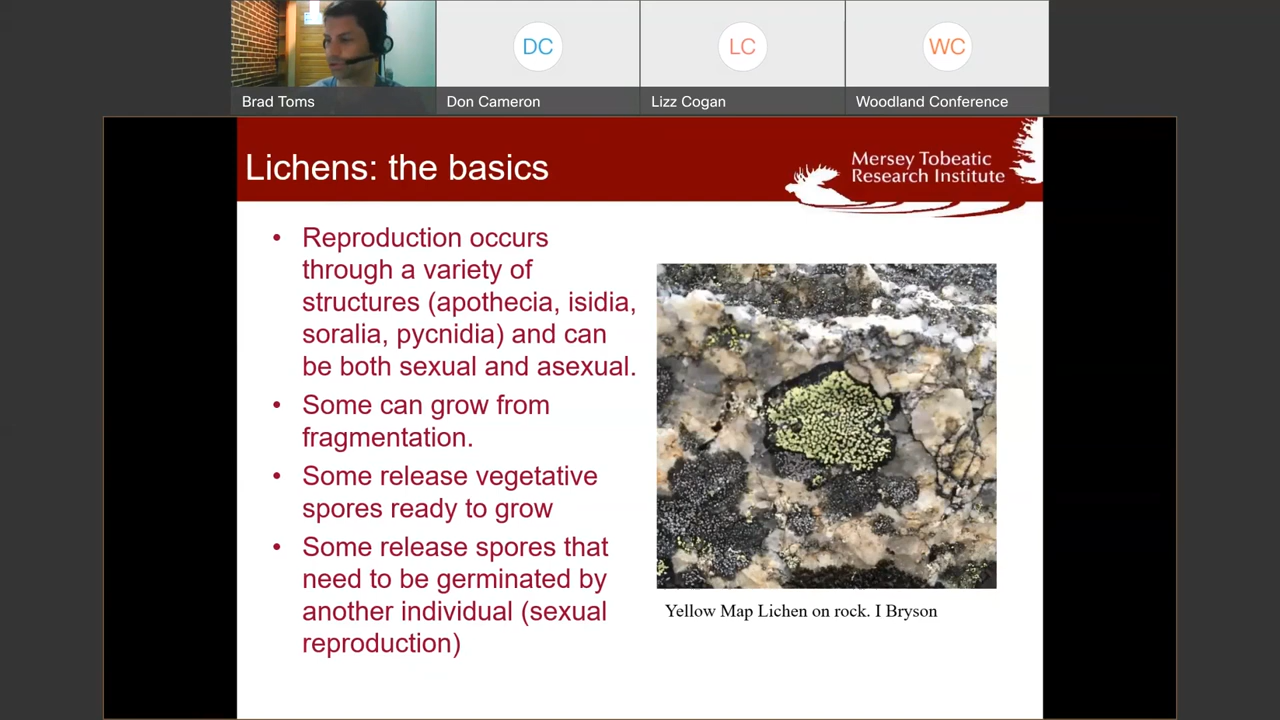 DC
LC
WC
Brad Toms
Don Cameron
Lizz Cogan
Woodland Conference
Lichens: the basics
Mersey Tobeatic
Research Institute
• Reproduction occurs
through a variety of
structures (apothecia, isidia,
soralia, pycnidia) and can
be both sexual and asexual.
• Some can grow from
fragmentation.
• Some release vegetative
spores ready to grow
• Some release spores that
need to be germinated by
another individual (sexual
reproduction)
Yellow Map Lichen on rock. I Bryson